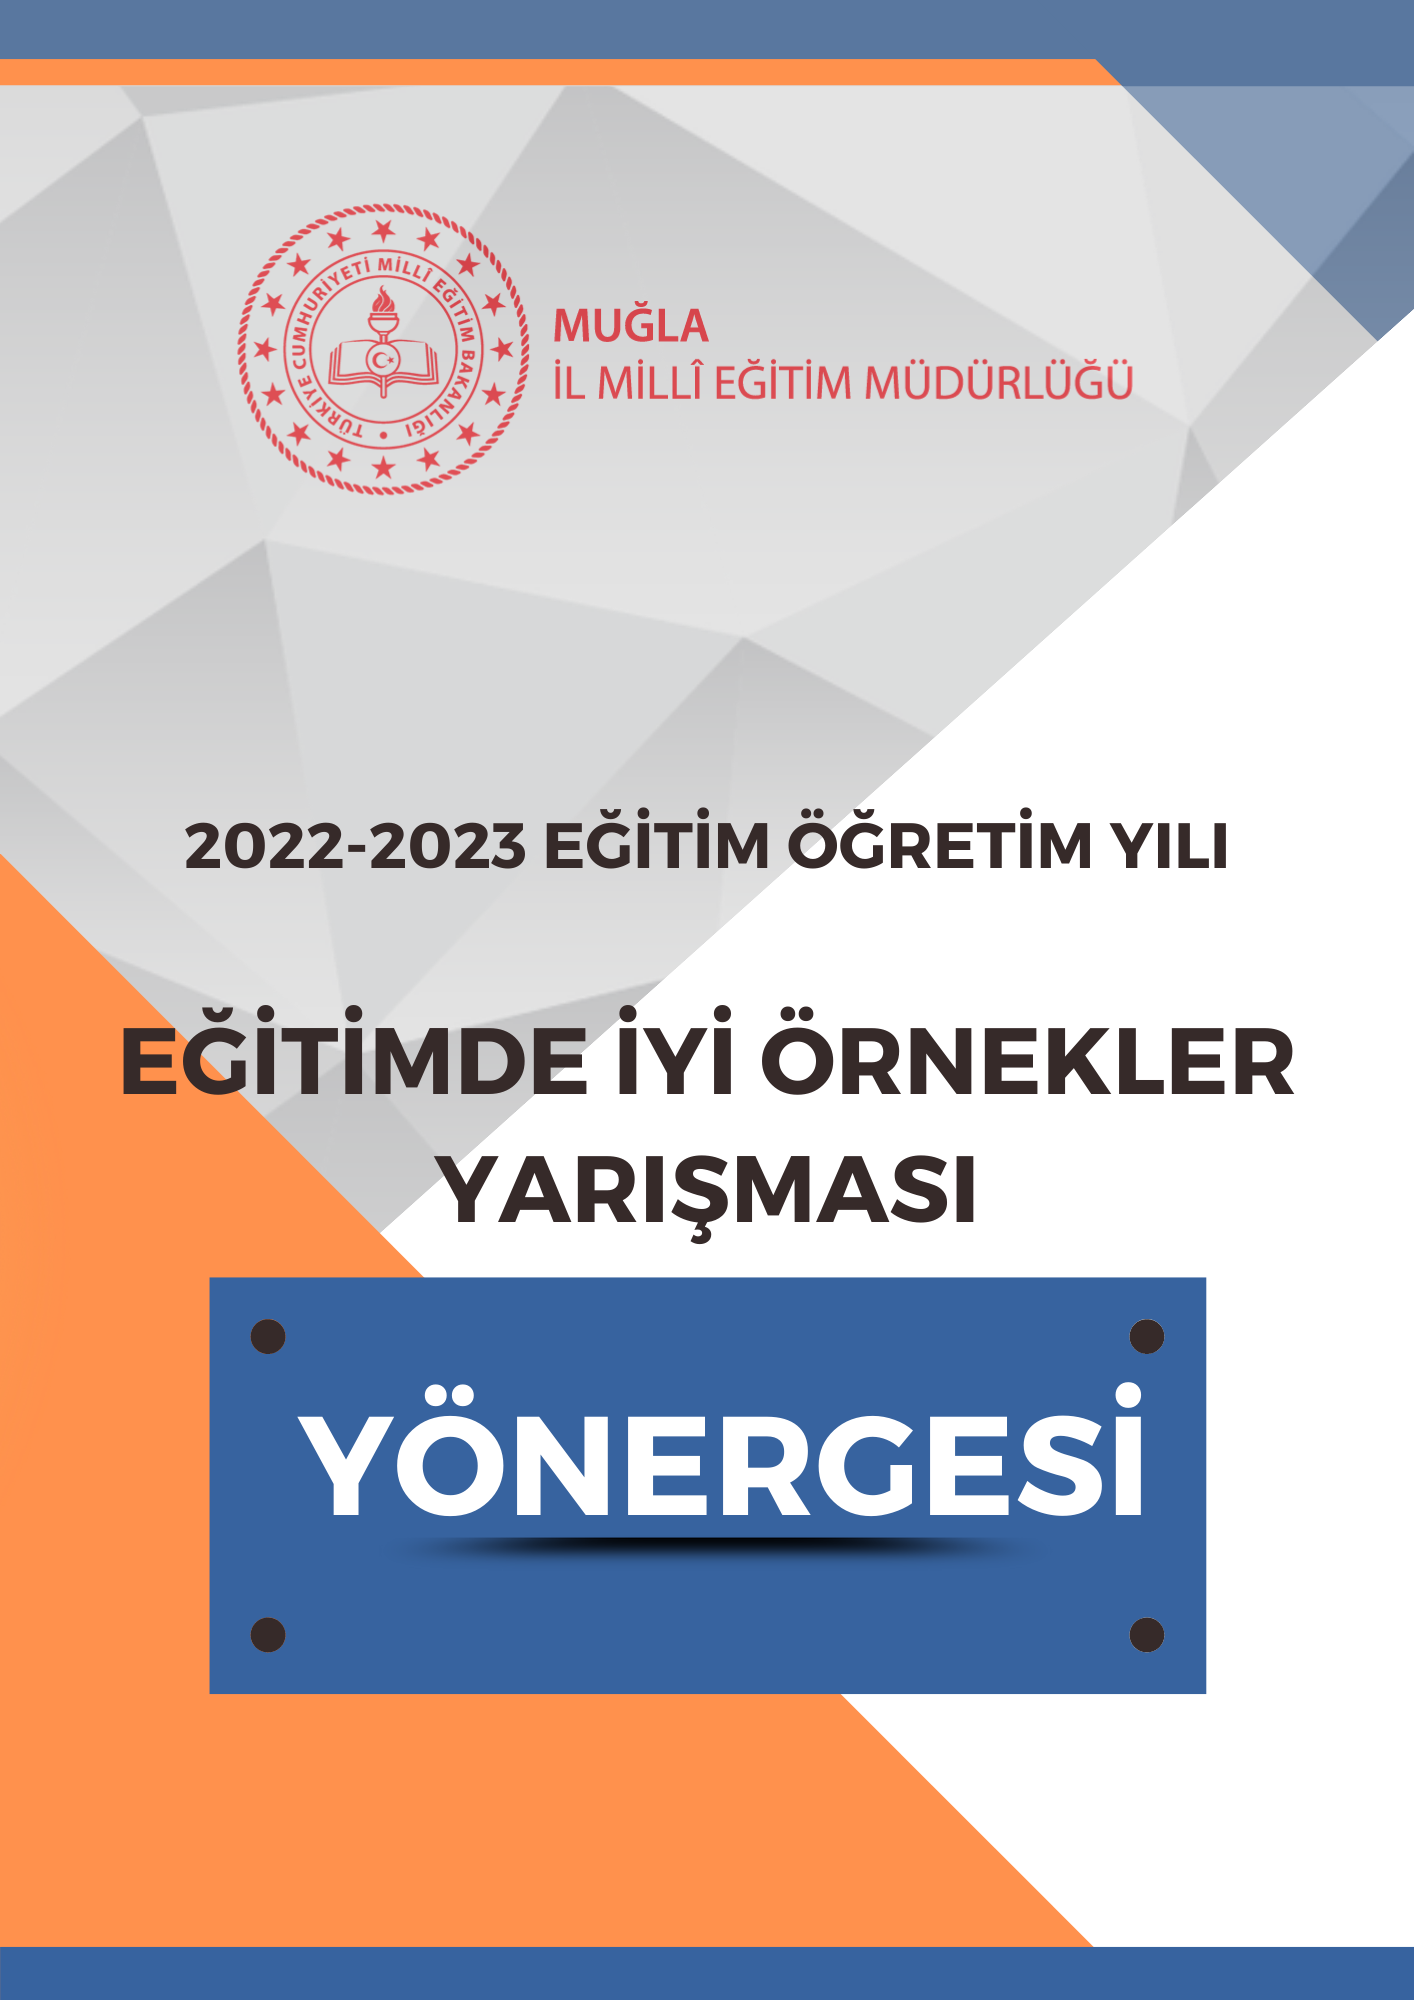 TÜRKİYE CUMHURİYETİ MİLLÎ EĞİTİM BAKANLIĞI
MUĞLA
İL MİLLÎ EĞİTİM MÜDÜRLÜĞÜ
2022-2023 EĞİTİM ÖĞRETİM YILI
EĞİTİMDE İYİ ÖRNEKLER
YARIŞMASI
YÖNERGESİ